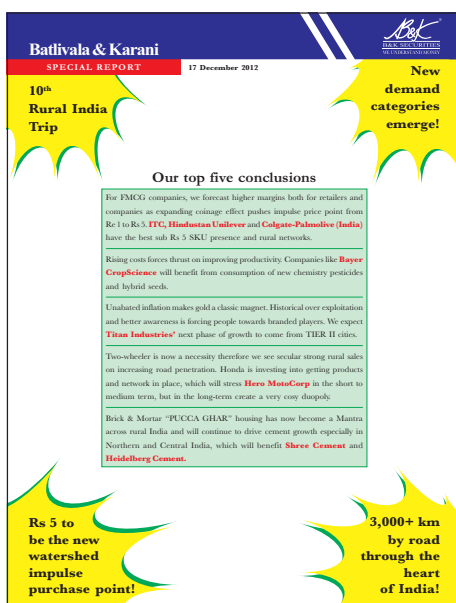 B&K
B&K SECURITIES
WE UNDERSTAND MONEY
Batlivala & Karani
SPECIAL REPORT
17 December 2012
10th
Rural India
Trip
New
demand
categories
emerge!
Our top five conclusions
For FMCG companies, we forecast higher margins both for retailers and
companies as expanding coinage effect pushes impulse price point from
Re 1 to Rs 5. ITC, Hindustan Unilever and Colgate-Palmolive (India)
have the best sub Rs 5 SKU presence and rural networks.
Rising costs forces thrust on improving productivity. Companies like Bayer
CropScience will benefit from consumption of new chemistry pesticides
and hybrid seeds.
Unabated inflation makes gold a classic magnet. Historical over exploitation
and better awareness is forcing people towards branded players. We expect
Titan Industries' next phase of growth to come from TIER II cities.
Two-wheeler is now a necessity therefore we see secular strong rural sales
on increasing road penetration. Honda is investing into getting products
and network in place, which will stress Hero MotoCorp in the short to
medium term, but in the long-term create a very cosy duopoly.
Brick & Mortar “PUCCA GHAR” housing has now become a Mantra
across rural India and will continue to drive cement growth especially in
Northern and Central India, which will benefit Shree Cement and
Heidelberg Cement.
Rs 5 to
be the new
watershed
impulse
purchase point!
3,000+ km
by road
through the
heart
of India!